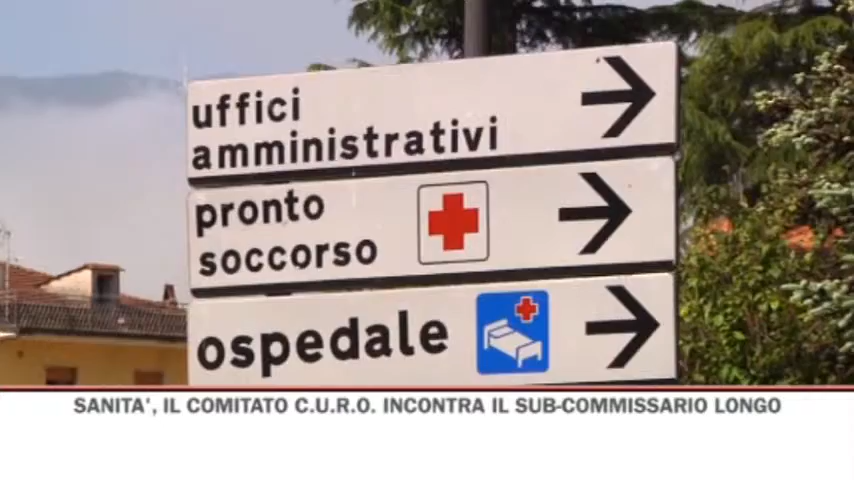 uffici
amministrativi
pronto
soccorso
ospedale
SANITA', IL COMITATO C.U.R.O. INCONTRA IL SUB-COMMISSARIO LONGO